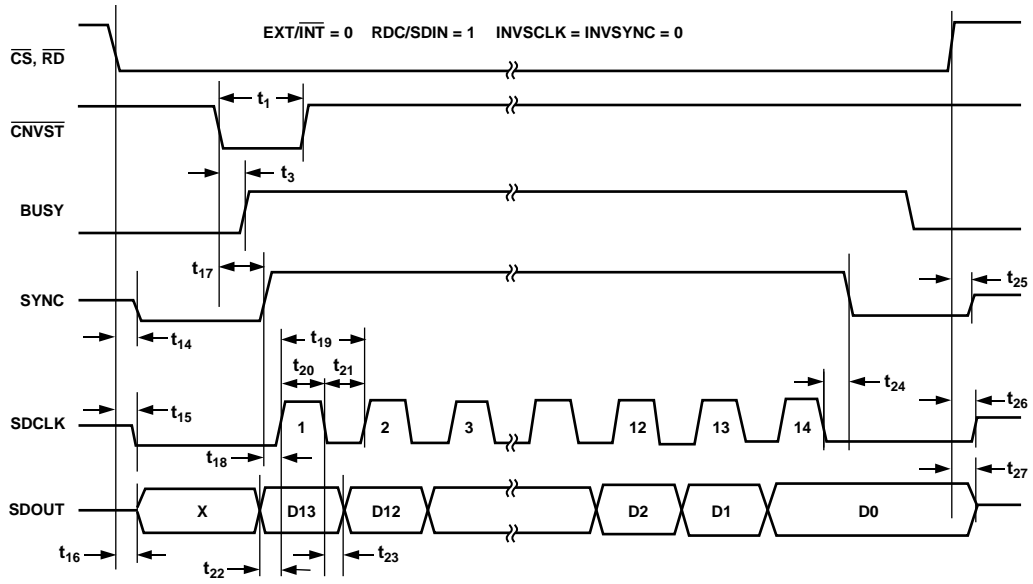 EXT/INT = 0 RDC/SDIN = 1 INVSCLK = INVSYNC = 0
CS, RD
t1
CNVST
t3
BUSY
t17
SYNC
t25
t14
t19
t20 t21
t24
t26
t15
SDCLK
1 2 3 12 13 14
t18
t27
SDOUT
X D13 D12 D2 D1 D0
t16
t22
t23